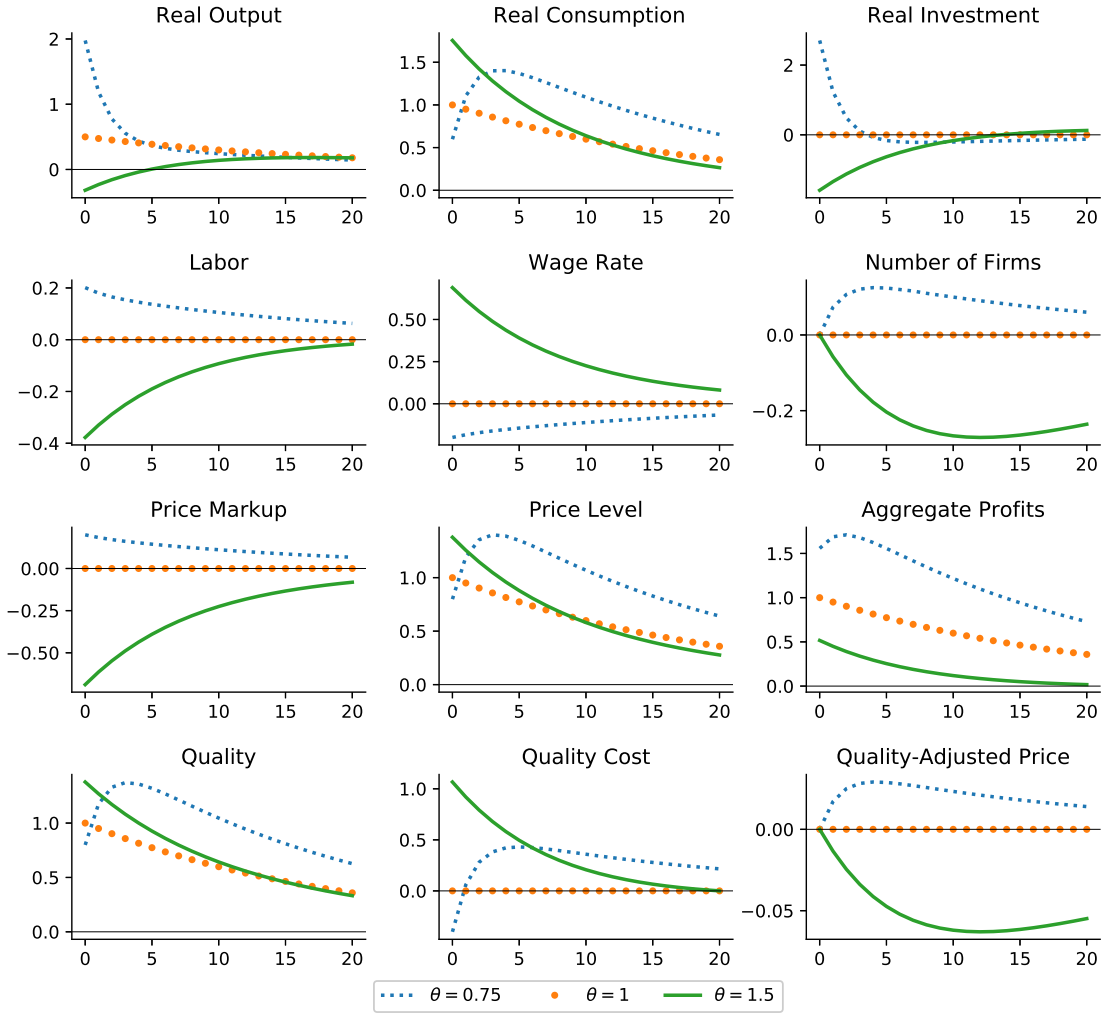 Real Output
Real Consumption
Real Investment
2
1
0
0 5 10 15 20
1.5
1.0
0.5
0.0
0 5 10 15 20
2
0
0 5 10 15 20
Labor
Wage Rate
Number of Firms
0.2
0.0
−0.2
−0.4
0 5 10 15 20
0.50
0.25
0.00
0 5 10 15 20
0.0
−0.2
0 5 10 15 20
Price Markup
Price Level
Aggregate Profits
0.00
−0.25
−0.50
0 5 10 15 20
1.0
0.5
0.0
0 5 10 15 20
1.5
1.0
0.5
0.0
0 5 10 15 20
Quality
Quality Cost
Quality-Adjusted Price
1.0
0.5
0.0
0 5 10 15 20
1.0
0.5
0.0
0 5 10 15 20
0.00
−0.05
0 5 10 15 20
θ = 0.75 θ = 1 θ = 1.5